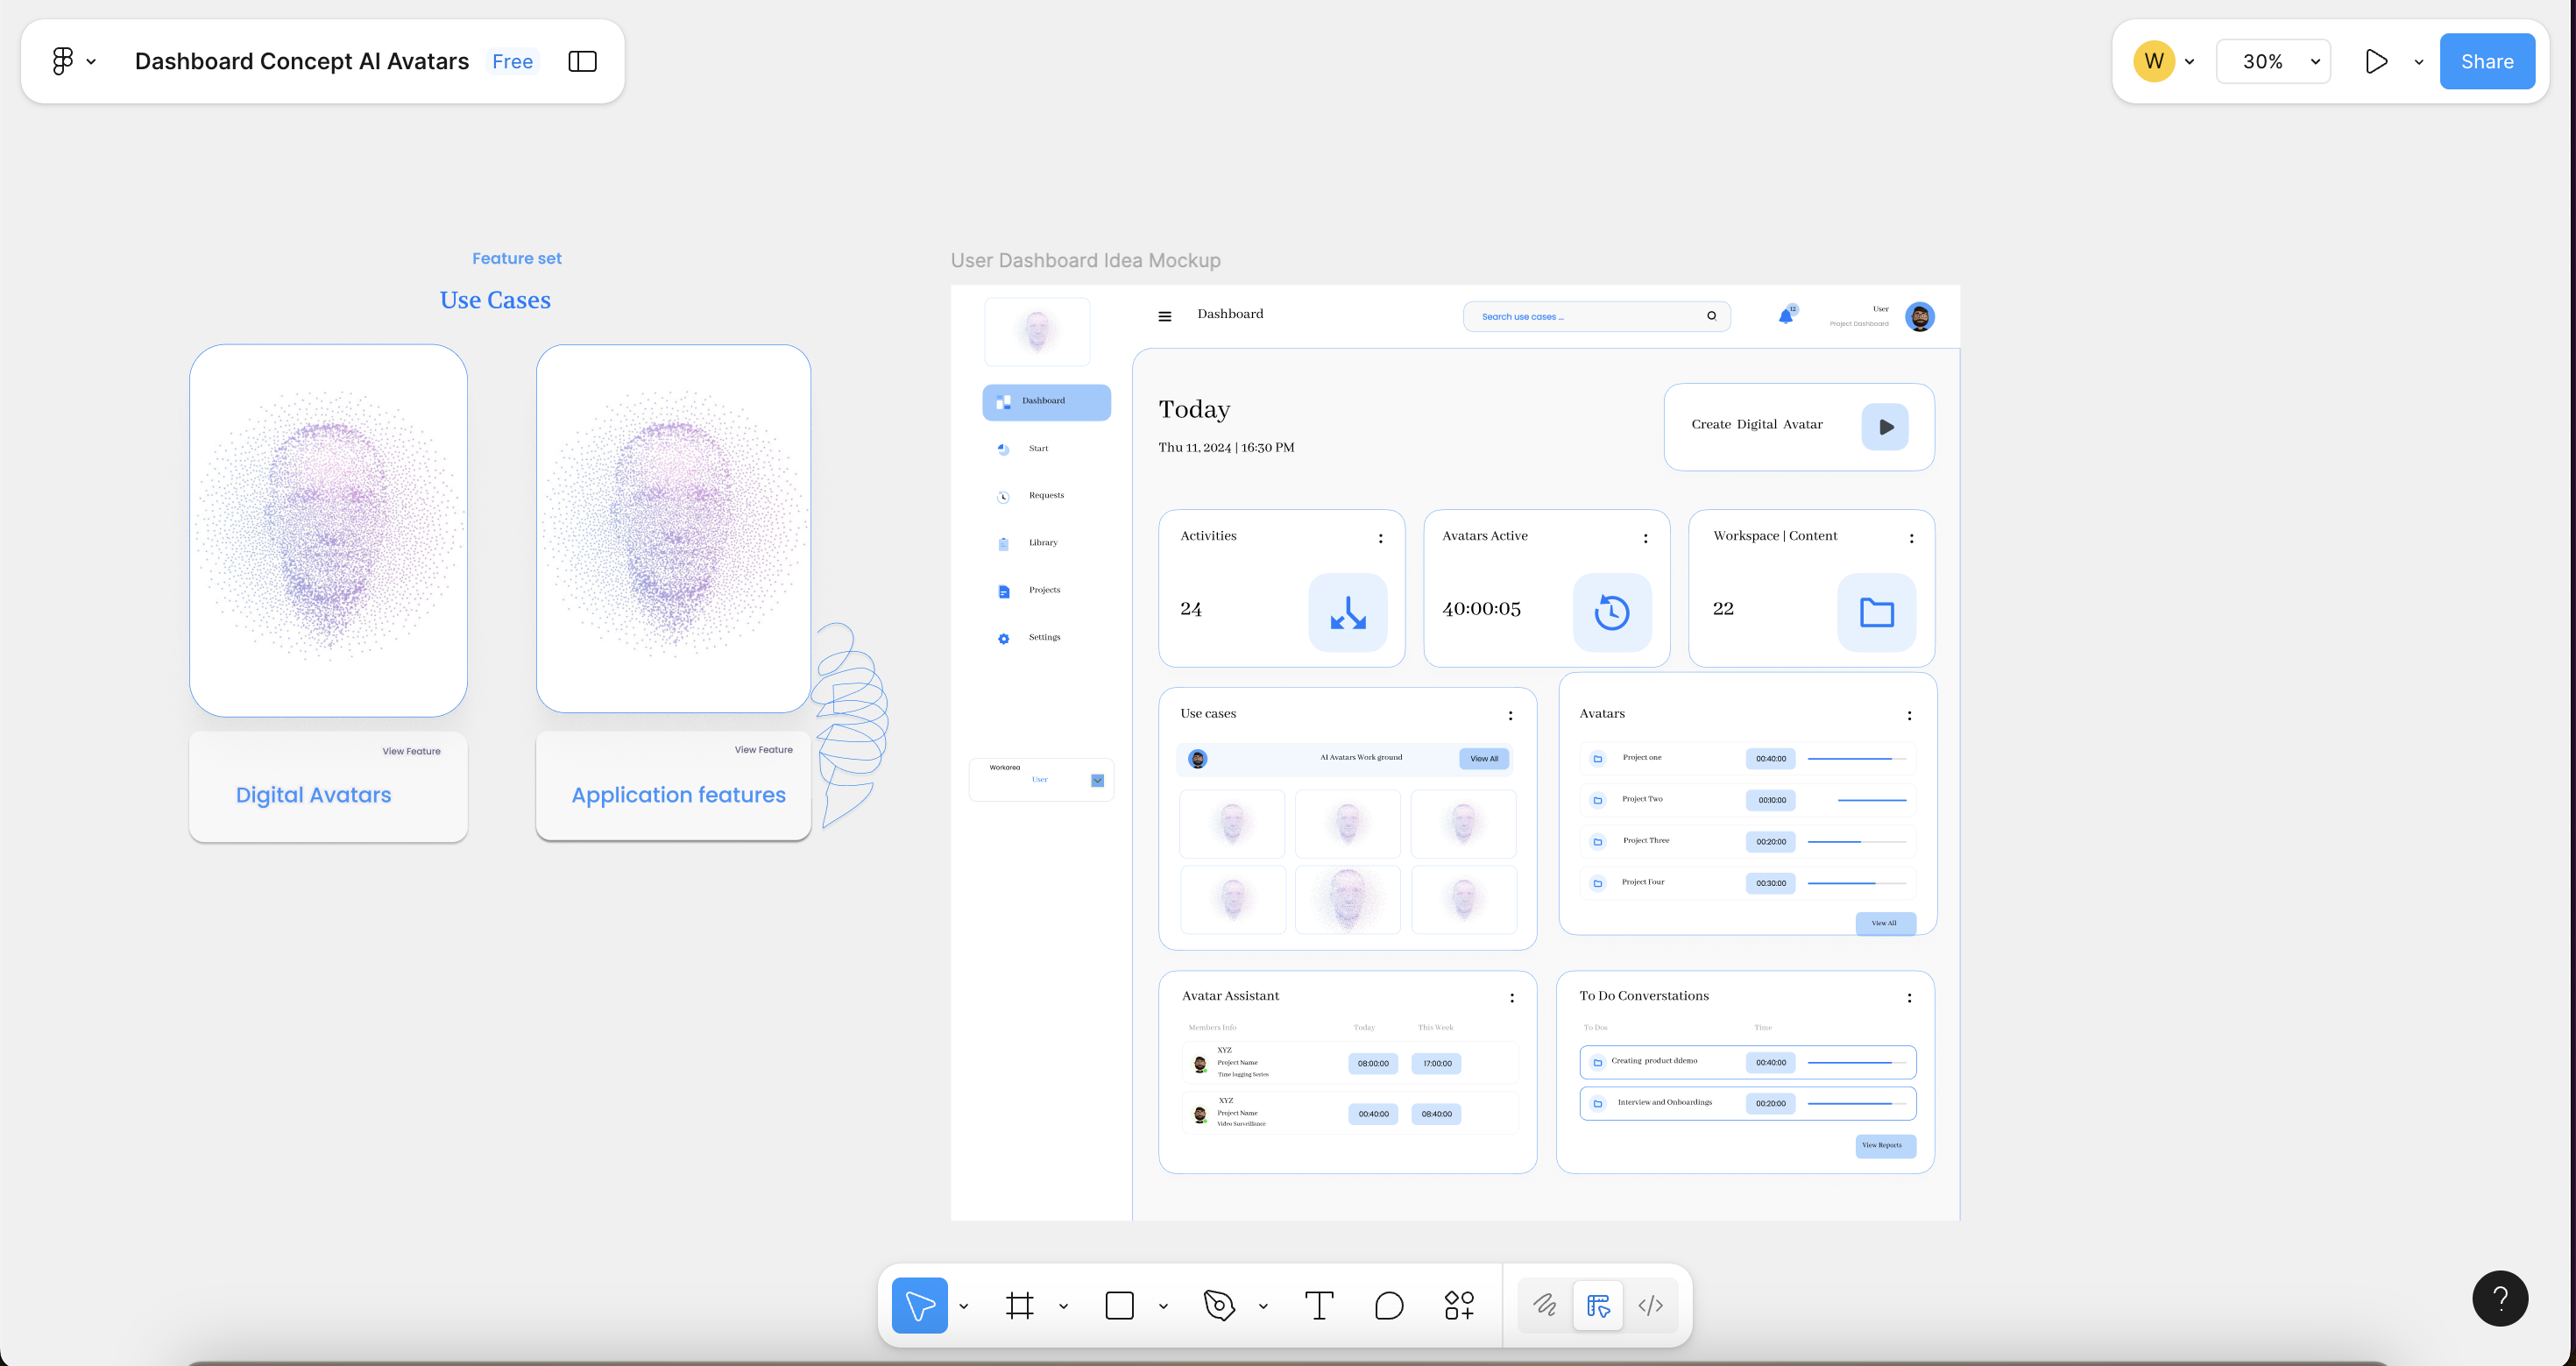 Dashboard Concept AI Avatars Free
W 30% Share
Feature set
Use Cases
View Feature
Digital Avatars
View Feature
Application features
User Dashboard Idea Mockup
Dashboard
Search use cases ...
12
User
Project Dashboard
Dashboard
Start
Requests
Library
Projects
Settings
Workarea
User
Today
Thu 11, 2024 | 16:30 PM
Create Digital Avatar
Activities
24
Avatars Active
40:00:05
Workspace | Content
22
Use cases
AI Avatars Work ground
View All
Avatars
Project one 00:40:00
Project Two 00:10:00
Project Three 00:20:00
Project Four 00:30:00
View All
Avatar Assistant
Members Info Today This Week
XYZ
Project Name 08:00:00 17:00:00
Time logging Series
XYZ
Project Name 00:40:00 08:40:00
Video Surveillance
To Do Converstations
To Dos Time
Creating product ddemo 00:40:00
Interview and Onboardings 00:20:00
View Reports
T
</>
?